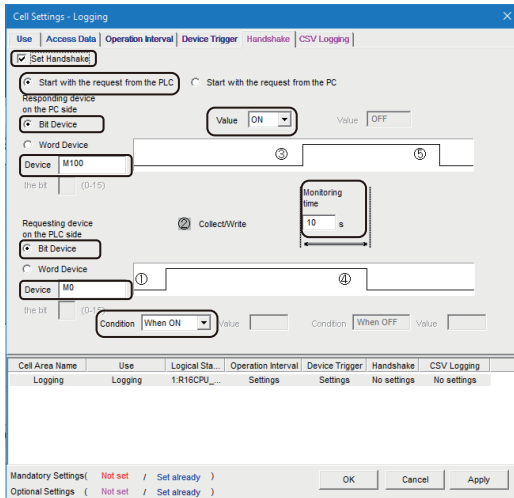 Cell Settings - Logging
Use Access Data Operation Interval Device Trigger Handshake CSV Logging
Set Handshake
Start with the request from the PLC Start with the request from the PC
Responding device
on the PC side
Bit Device Value ON Value OFF
Word Device
③ ⑤
Device M100
the bit (0-15)
Monitoring
time
10 s
Requesting device
on the PLC side
② Collect/Write
Bit Device
Word Device
① ④
Device M0
the bit (0-15)
Condition When ON Value Condition When OFF Value
Cell Area Name Use Logical Sta... Operation Interval Device Trigger Handshake CSV Logging
Logging Logging 1:R16CPU_... Settings Settings No settings No settings
Mandatory Settings( Not set / Set already )
Optional Settings ( Not set / Set already )
OK Cancel Apply